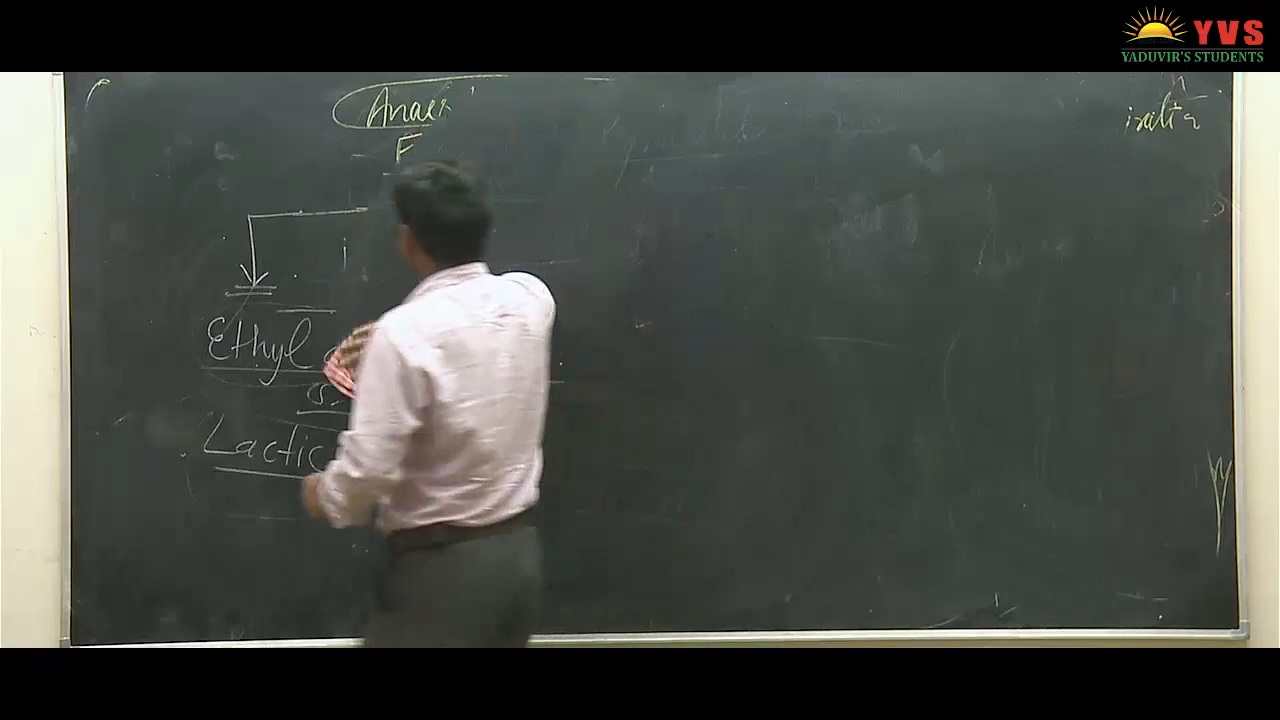 YVS
YADUVIR'S STUDENTS
Anaer
F
Ethyl
Lactic